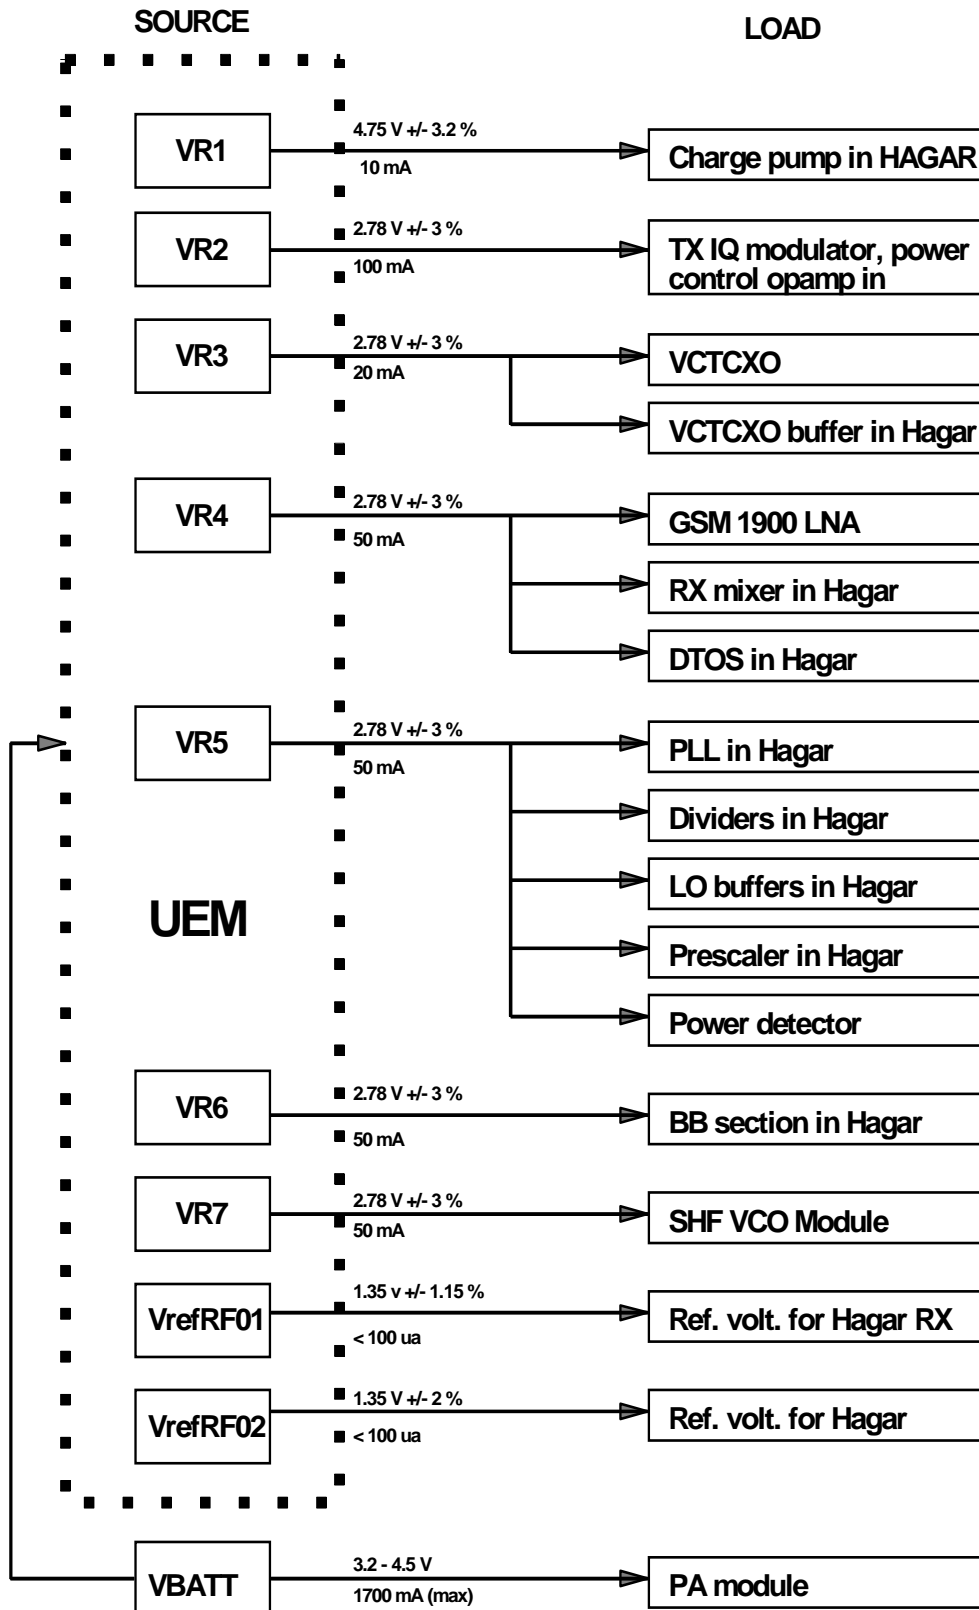 SOURCE
LOAD
VR1
4.75 V +/- 3.2 %
10 mA
Charge pump in HAGAR
VR2
2.78 V +/- 3 %
100 mA
TX IQ modulator, power
control opamp in
VR3
2.78 V +/- 3 %
20 mA
VCTCXO
VCTCXO buffer in Hagar
VR4
2.78 V +/- 3 %
50 mA
GSM 1900 LNA
RX mixer in Hagar
DTOS in Hagar
VR5
2.78 V +/- 3 %
50 mA
PLL in Hagar
Dividers in Hagar
LO buffers in Hagar
UEM
Prescaler in Hagar
Power detector
VR6
2.78 V +/- 3 %
50 mA
BB section in Hagar
VR7
2.78 V +/- 3 %
50 mA
SHF VCO Module
VrefRF01
1.35 v +/- 1.15 %
< 100 ua
Ref. volt. for Hagar RX
VrefRF02
1.35 V +/- 2 %
< 100 ua
Ref. volt. for Hagar
VBATT
3.2 - 4.5 V
1700 mA (max)
PA module